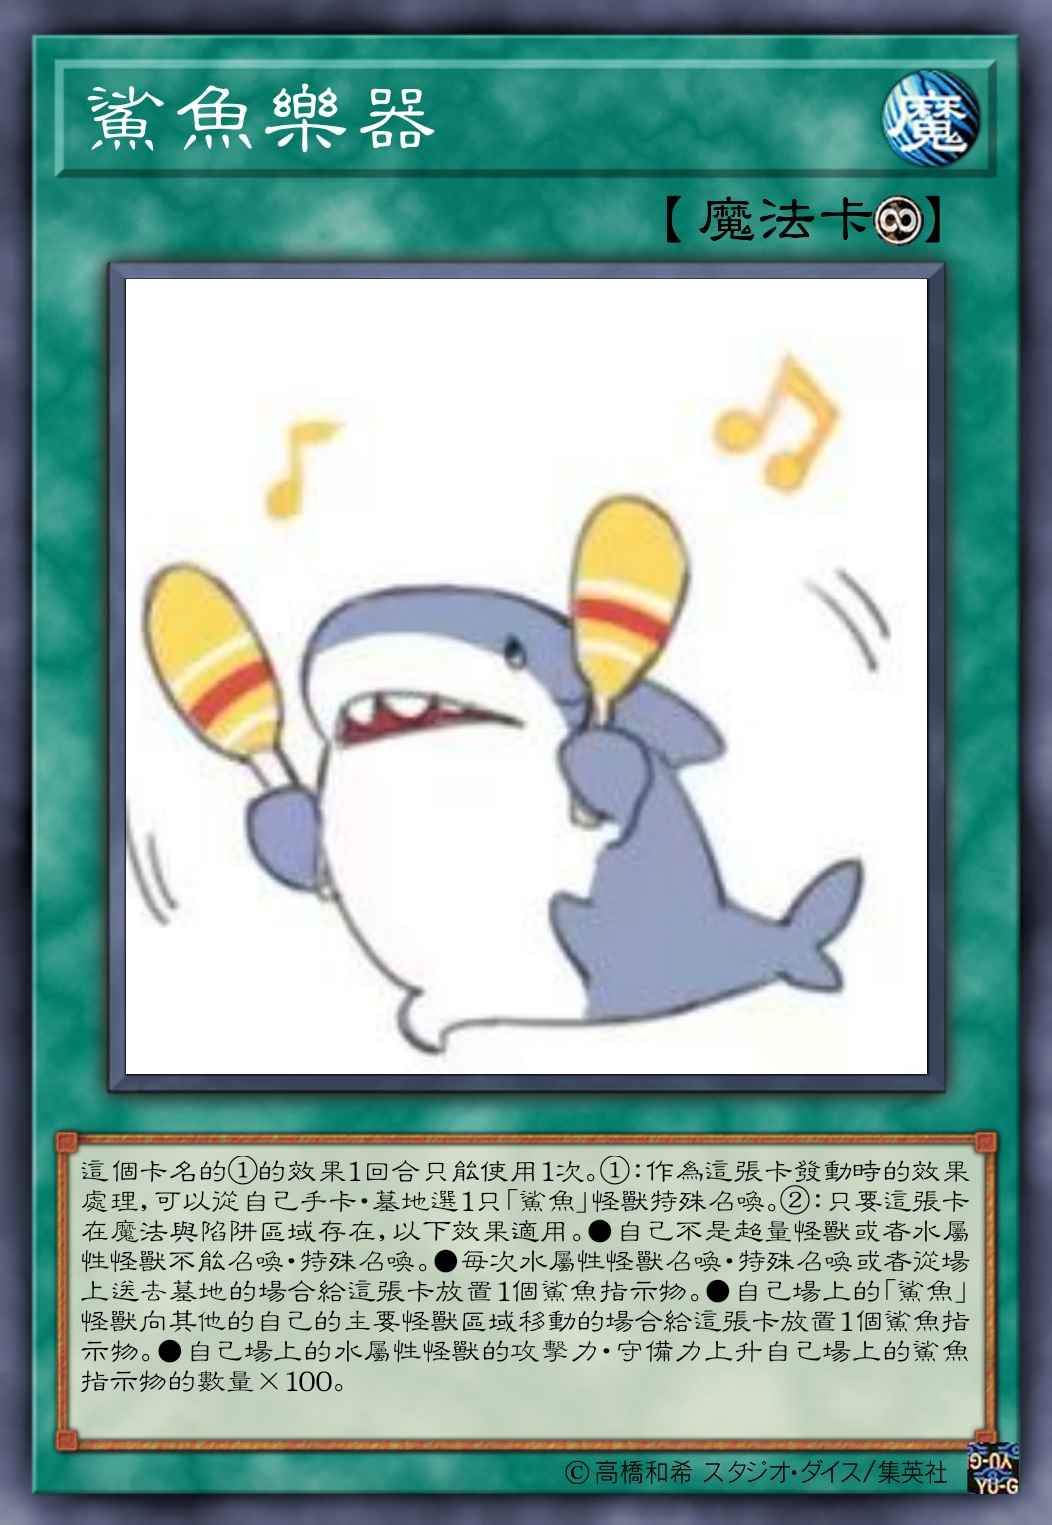 鯊魚樂器
魔
【魔法卡∞】
這個卡名的①的效果1回合只能使用1次。①：作為這張卡發動時的效果
處理，可以從自己手卡・墓地選1只「鯊魚」怪獸特殊召喚。②：只要這張卡
在魔法與陷阱區域存在，以下效果適用。●自己不是超量怪獸或者水屬
性怪獸不能召喚・特殊召喚。●每次水屬性怪獸召喚・特殊召喚或者從場
上送去墓地的場合給這張卡放置1個鯊魚指示物。●自己場上的「鯊魚」
怪獸向其他的自己的主要怪獸區域移動的場合給這張卡放置1個鯊魚指
示物。●自己場上的水屬性怪獸的攻擊力・守備力上升自己場上的鯊魚
指示物的數量×100。
©高橋和希 スタジオ・ダイス/集英社
YU-G
YU-G